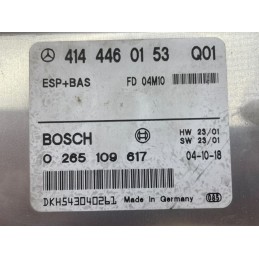 414 446 01 53 Q01
ESP+BAS FD 04M10
BOSCH HW 23/01
SW 23/01
0 265 109 617 04-10-18
DKH543040261 Made in Germany